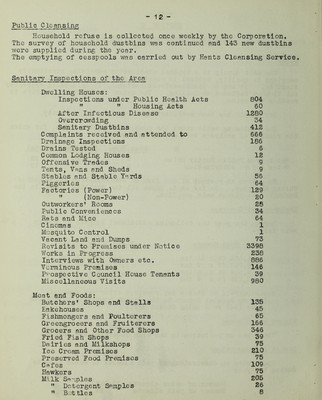 - 12 -
Public Cleansing
Household refuse is collected once weekly by the Corporation.
The survey of household dustbins was continued and 143 new dustbins
were supplied during the year.
The emptying of cesspools was carried out by Hants Cleansing Service.
Sanitary Inspections of the Area
Dwelling Houses:
Inspections under Public Health Acts 804
" " Housing Acts 60
After Infectious Disease 1280
Overcrowding 34
Sanitary Dustbins 412
Complaints received and attended to 666
Drainage Inspections 186
Drains Tested 6
Common Lodging Houses 12
Offensive Trades 9
Tents, Vans and Sheds 9
Stables and Stable Yards 56
Piggeries 64
Factories (Power) 129
" (Non-Power) 20
Outworkers' Rooms 28
Public Conveniences 34
Rats and Mice 64
Cinemas 1
Mosquito Control 1
Vacant Land and Dumps 73
Revisits to Premises under Notice 3398
Works in Progress 238
Interviews with Owners etc. 886
Verminous Premises 146
Prospective Council House Tenants 39
Miscellaneous Visits 980
Meat and Foods:
Butchers' Shops and Stalls 135
Bakehouses 45
Fishmongers and Poulterers 65
Greengrocers and Fruiterers 166
Grocers and Other Food Shops 346
Fried Fish Shops 39
Dairies and Milkshops 75
Ice Cream Premises 210
Preserved Food Premises 75
Cafes 109
Hawkers 75
Milk Samples 205
" Detergent Samples 26
" Bottles 8